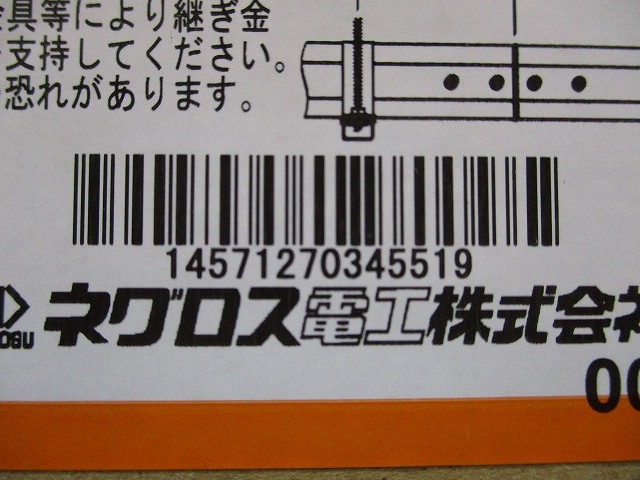 具等により継ぎ金
支持してください。
恐れがあります。
14571270345519
ネグロス電工株式会社
00